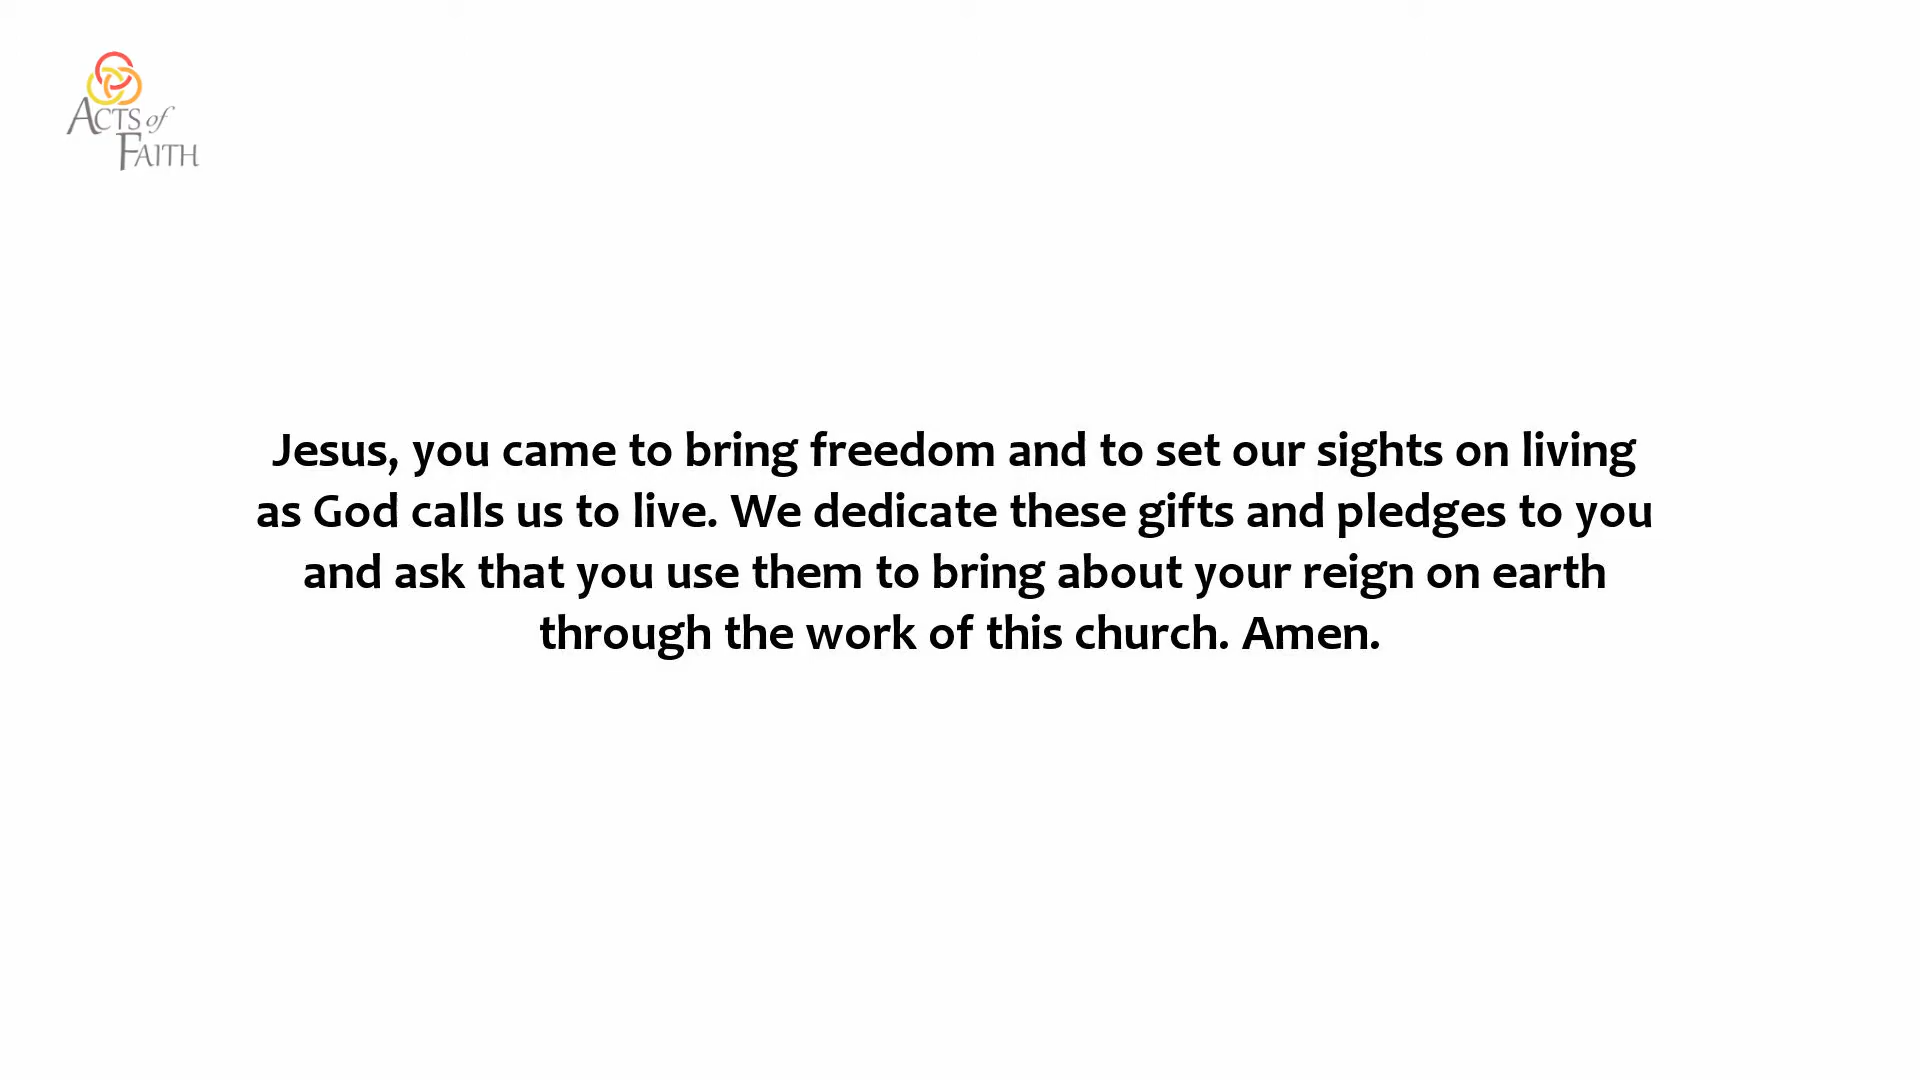 Acts of
Faith
Jesus, you came to bring freedom and to set our sights on living
as God calls us to live. We dedicate these gifts and pledges to you
and ask that you use them to bring about your reign on earth
through the work of this church. Amen.